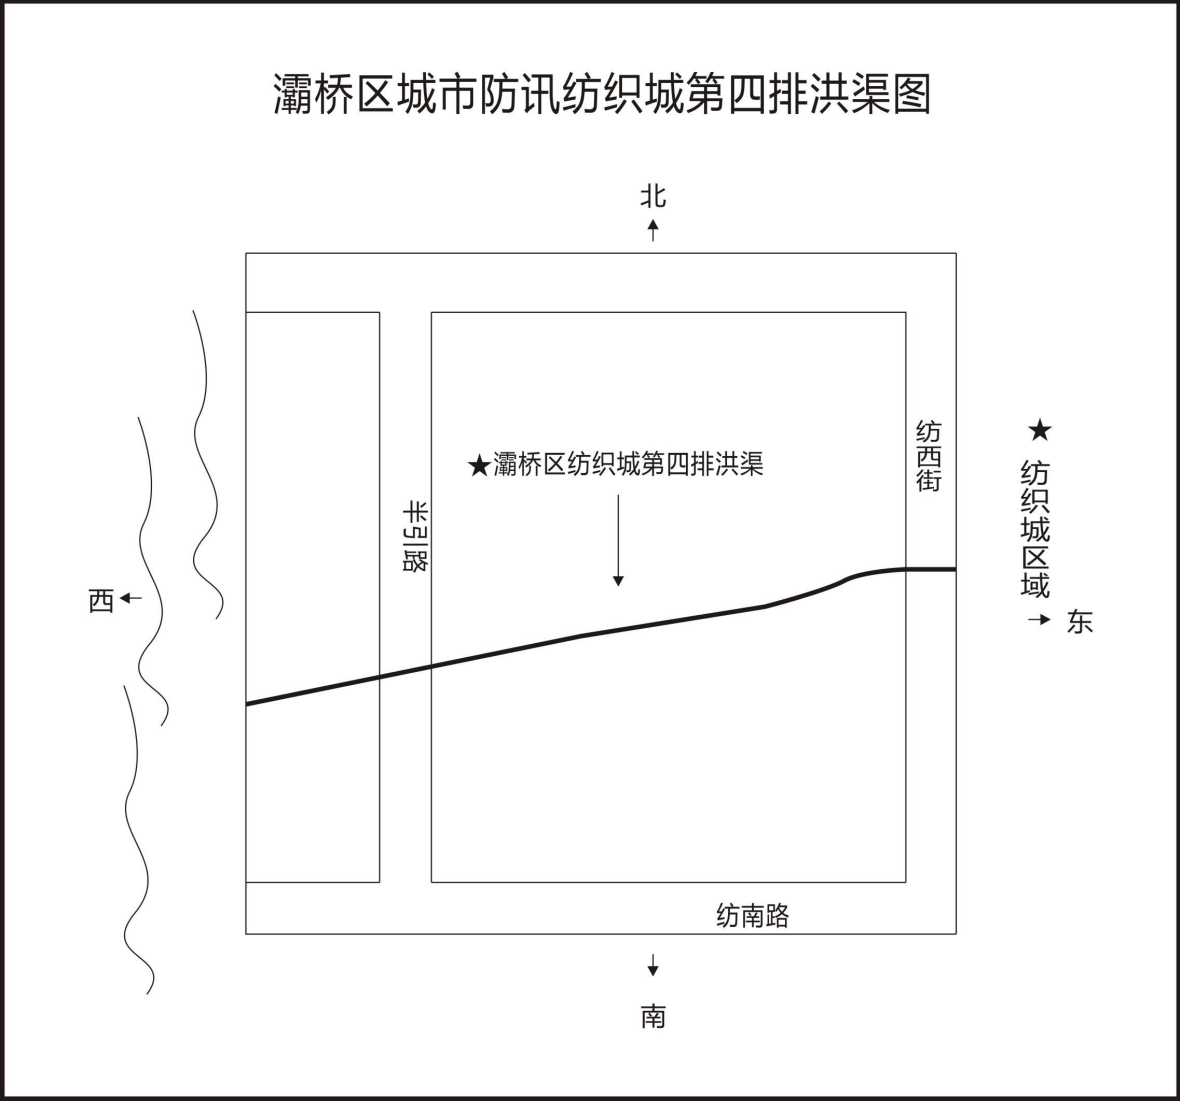 灞桥区城市防讯纺织城第四排洪渠图
北
★灞桥区纺织城第四排洪渠
纺西街
★
纺织城区域
半引路
西
东
纺南路
南